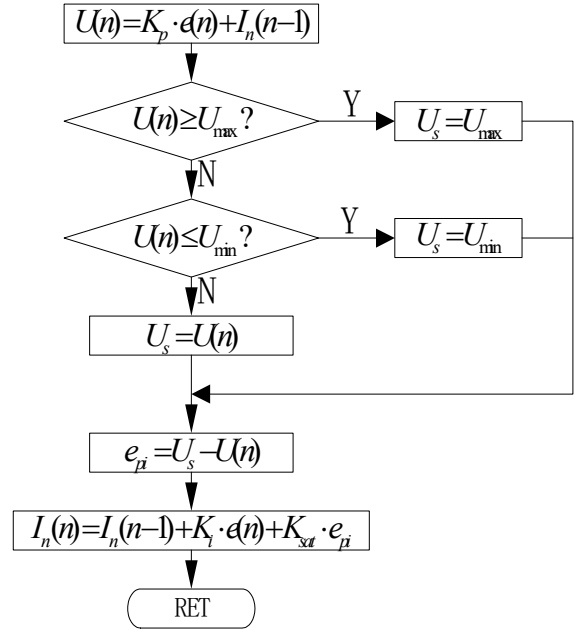 U(n)=K_p·e(n)+I_n(n-1)
U(n)≥U_max?
Y
U_s=U_max
N
U(n)≤U_min?
Y
U_s=U_min
N
U_s=U(n)
e_pi=U_s-U(n)
I_n(n)=I_n(n-1)+K_i·e(n)+K_sat·e_pi
RET